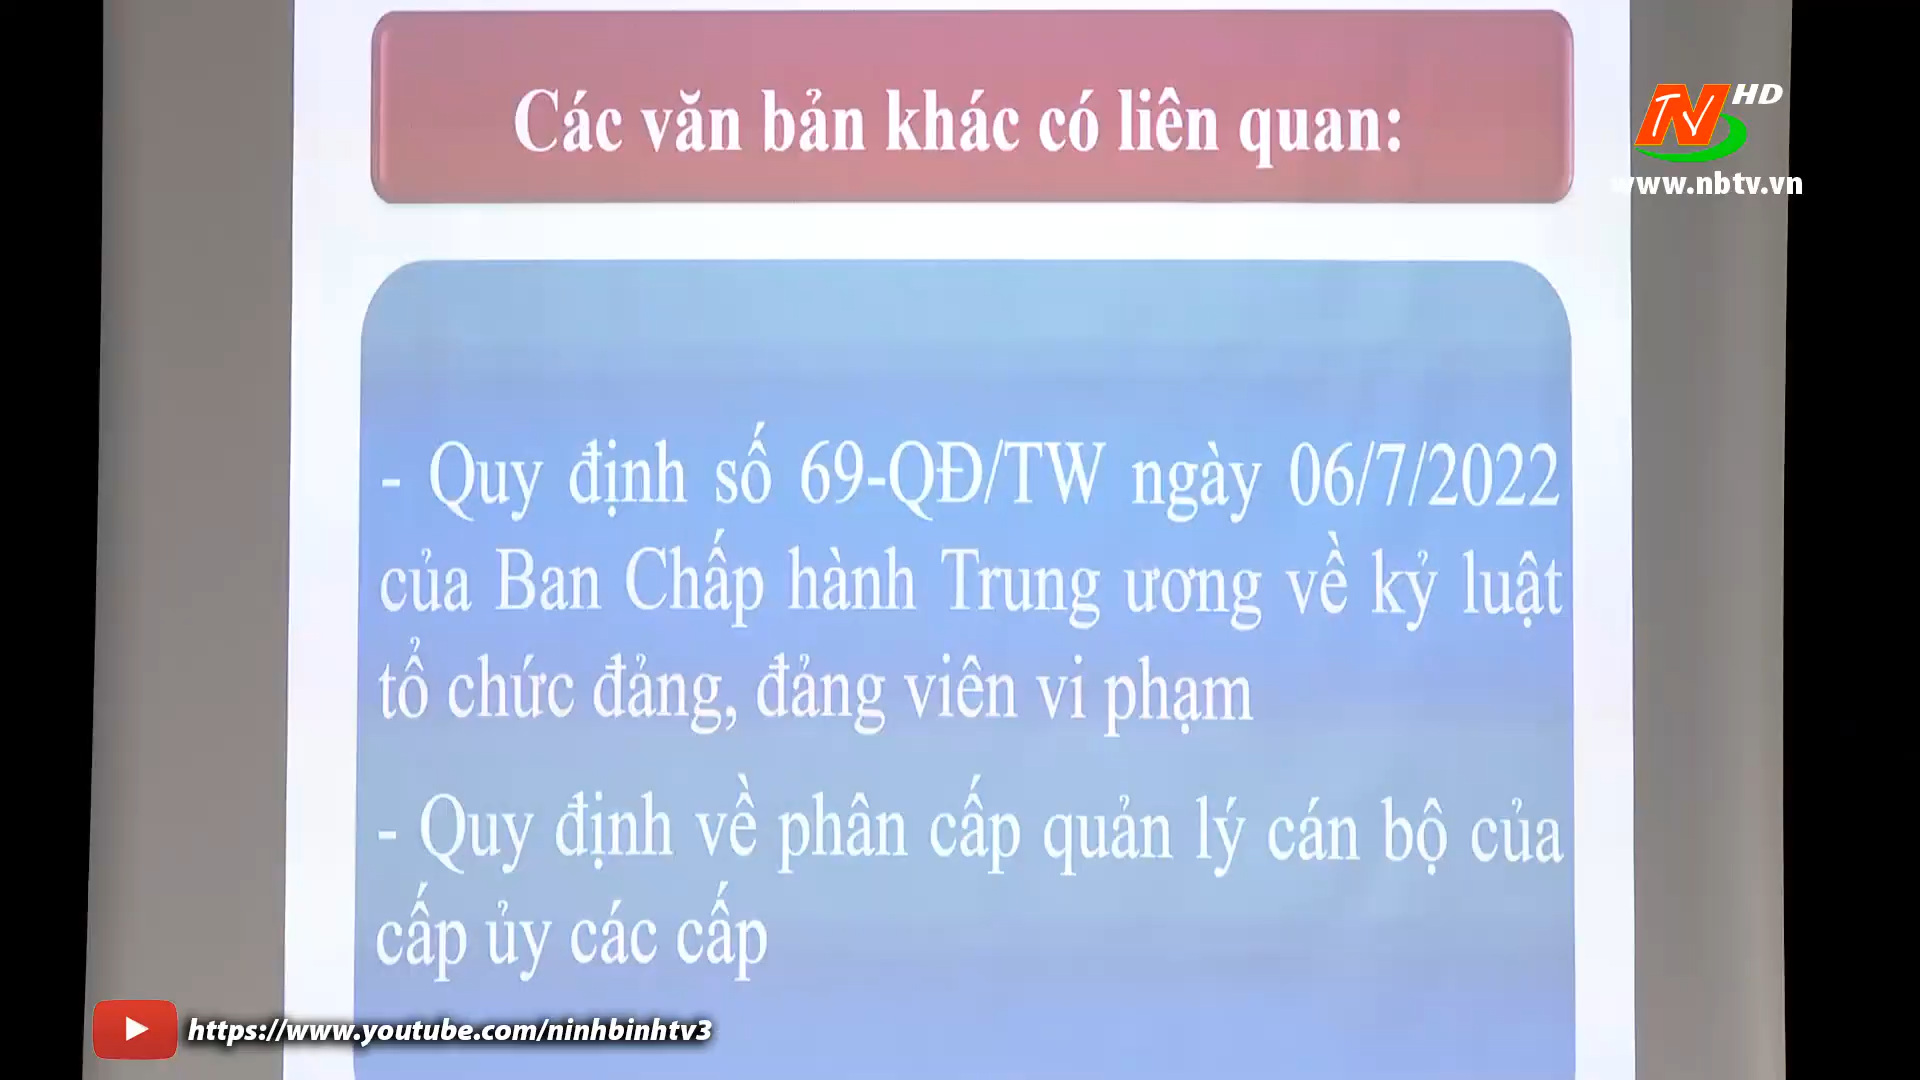 Các văn bản khác có liên quan:
NTV HD
www.nbtv.vn
- Quy định số 69-QĐ/TW ngày 06/7/2022
của Ban Chấp hành Trung ương về kỷ luật
tổ chức đảng, đảng viên vi phạm
- Quy định về phân cấp quản lý cán bộ của
cấp ủy các cấp
https://www.youtube.com/ninhbinhtv3